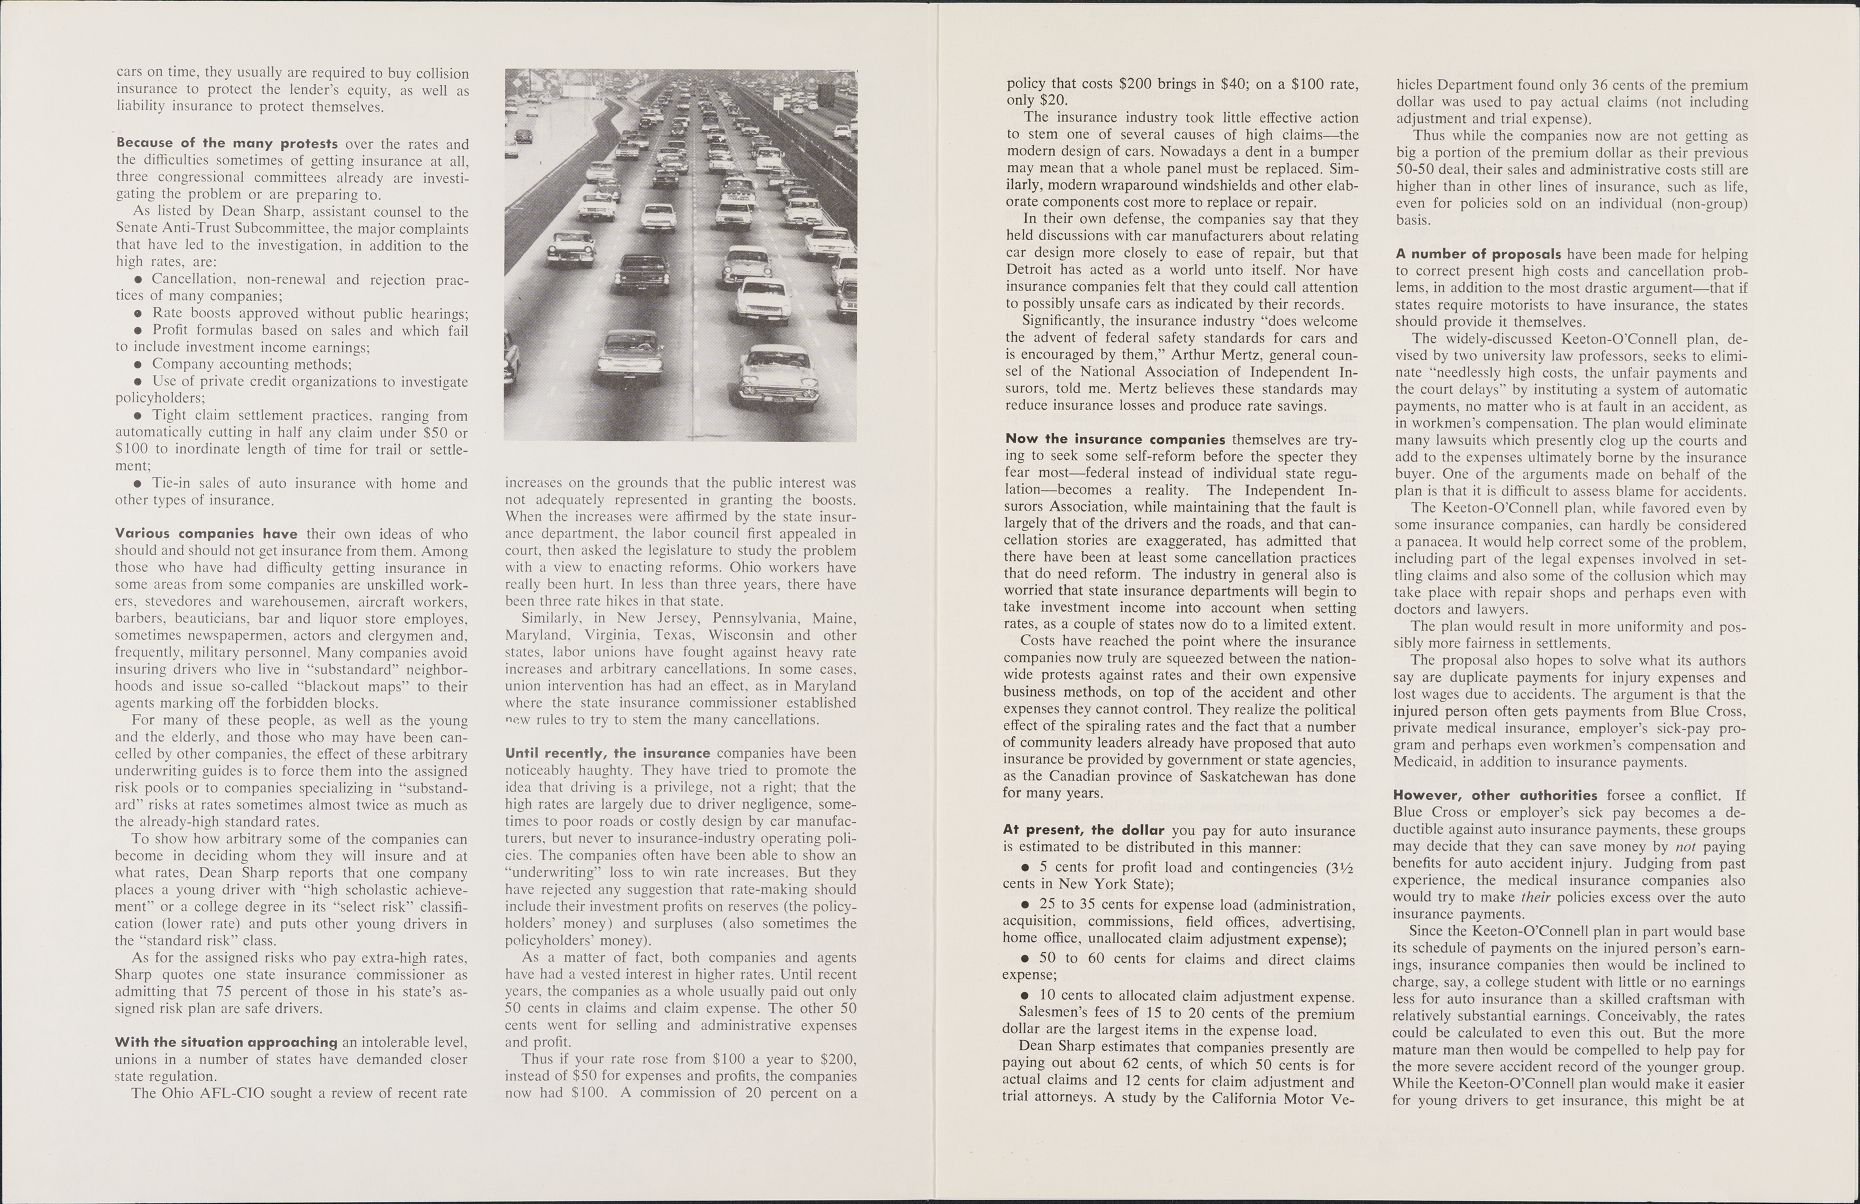 cars on time, they usually are required to buy collision
insurance to protect the lender's equity, as well as
liability insurance to protect themselves.
Because of the many protests over the rates and
the difficulties sometimes of getting insurance at all,
three congressional committees already are investi-
gating the problem or are preparing to.
As listed by Dean Sharp, assistant counsel to the
Senate Anti-Trust Subcommittee, the major complaints
that have led to the investigation, in addition to the
high rates, are:
● Cancellation, non-renewal and rejection prac-
tices of many companies;
● Rate boosts approved without public hearings;
● Profit formulas based on sales and which fail
to include investment income earnings;
● Company accounting methods;
● Use of private credit organizations to investigate
policyholders;
● Tight claim settlement practices, ranging from
automatically cutting in half any claim under $50 or
$100 to inordinate length of time for trail or settle-
ment;
● Tie-in sales of auto insurance with home and
other types of insurance.
Various companies have their own ideas of who
should and should not get insurance from them. Among
those who have had difficulty getting insurance in
some areas from some companies are unskilled work-
ers, stevedores and warehousemen, aircraft workers,
barbers, beauticians, bar and liquor store employes,
sometimes newspapermen, actors and clergymen and,
frequently, military personnel. Many companies avoid
insuring drivers who live in "substandard" neighbor-
hoods and issue so-called "blackout maps" to their
agents marking off the forbidden blocks.
For many of these people, as well as the young
and the elderly, and those who may have been can-
celled by other companies, the effect of these arbitrary
underwriting guides is to force them into the assigned
risk pools or to companies specializing in "substand-
ard" risks at rates sometimes almost twice as much as
the already-high standard rates.
To show how arbitrary some of the companies can
become in deciding whom they will insure and at
what rates, Dean Sharp reports that one company
places a young driver with "high scholastic achieve-
ment" or a college degree in its "select risk" classifi-
cation (lower rate) and puts other young drivers in
the "standard risk" class.
As for the assigned risks who pay extra-high rates,
Sharp quotes one state insurance commissioner as
admitting that 75 percent of those in his state's as-
signed risk plan are safe drivers.
With the situation approaching an intolerable level,
unions in a number of states have demanded closer
state regulation.
The Ohio AFL-CIO sought a review of recent rate
increases on the grounds that the public interest was
not adequately represented in granting the boosts.
When the increases were affirmed by the state insur-
ance department, the labor council first appealed in
court, then asked the legislature to study the problem
with a view to enacting reforms. Ohio workers have
really been hurt. In less than three years, there have
been three rate hikes in that state.
Similarly, in New Jersey, Pennsylvania, Maine,
Maryland, Virginia, Texas, Wisconsin and other
states, labor unions have fought against heavy rate
increases and arbitrary cancellations. In some cases,
union intervention has had an effect, as in Maryland
where the state insurance commissioner established
new rules to try to stem the many cancellations.
Until recently, the insurance companies have been
noticeably haughty. They have tried to promote the
idea that driving is a privilege, not a right; that the
high rates are largely due to driver negligence, some-
times to poor roads or costly design by car manufac-
turers, but never to insurance-industry operating poli-
cies. The companies often have been able to show an
"underwriting" loss to win rate increases. But they
have rejected any suggestion that rate-making should
include their investment profits on reserves (the policy-
holders' money) and surpluses (also sometimes the
policyholders' money).
As a matter of fact, both companies and agents
have had a vested interest in higher rates. Until recent
years, the companies as a whole usually paid out only
50 cents in claims and claim expense. The other 50
cents went for selling and administrative expenses
and profit.
Thus if your rate rose from $100 a year to $200,
instead of $50 for expenses and profits, the companies
now had $100. A commission of 20 percent on a
policy that costs $200 brings in $40; on a $100 rate,
only $20.
The insurance industry took little effective action
to stem one of several causes of high claims—the
modern design of cars. Nowadays a dent in a bumper
may mean that a whole panel must be replaced. Sim-
ilarly, modern wraparound windshields and other elab-
orate components cost more to replace or repair.
In their own defense, the companies say that they
held discussions with car manufacturers about relating
car design more closely to ease of repair, but that
Detroit has acted as a world unto itself. Nor have
insurance companies felt that they could call attention
to possibly unsafe cars as indicated by their records.
Significantly, the insurance industry "does welcome
the advent of federal safety standards for cars and
is encouraged by them," Arthur Mertz, general coun-
sel of the National Association of Independent In-
surors, told me. Mertz believes these standards may
reduce insurance losses and produce rate savings.
Now the insurance companies themselves are try-
ing to seek some self-reform before the specter they
fear most—federal instead of individual state regu-
lation—becomes a reality. The Independent In-
surors Association, while maintaining that the fault is
largely that of the drivers and the roads, and that can-
cellation stories are exaggerated, has admitted that
there have been at least some cancellation practices
that do need reform. The industry in general also is
worried that state insurance departments will begin to
take investment income into account when setting
rates, as a couple of states now do to a limited extent.
Costs have reached the point where the insurance
companies now truly are squeezed between the nation-
wide protests against rates and their own expensive
business methods, on top of the accident and other
expenses they cannot control. They realize the political
effect of the spiraling rates and the fact that a number
of community leaders already have proposed that auto
insurance be provided by government or state agencies,
as the Canadian province of Saskatchewan has done
for many years.
At present, the dollar you pay for auto insurance
is estimated to be distributed in this manner:
● 5 cents for profit load and contingencies (3½
cents in New York State);
● 25 to 35 cents for expense load (administration,
acquisition, commissions, field offices, advertising,
home office, unallocated claim adjustment expense);
● 50 to 60 cents for claims and direct claims
expense;
● 10 cents to allocated claim adjustment expense.
Salesmen's fees of 15 to 20 cents of the premium
dollar are the largest items in the expense load.
Dean Sharp estimates that companies presently are
paying out about 62 cents, of which 50 cents is for
actual claims and 12 cents for claim adjustment and
trial attorneys. A study by the California Motor Ve-
hicles Department found only 36 cents of the premium
dollar was used to pay actual claims (not including
adjustment and trial expense).
Thus while the companies now are not getting as
big a portion of the premium dollar as their previous
50-50 deal, their sales and administrative costs still are
higher than in other lines of insurance, such as life,
even for policies sold on an individual (non-group)
basis.
A number of proposals have been made for helping
to correct present high costs and cancellation prob-
lems, in addition to the most drastic argument—that if
states require motorists to have insurance, the states
should provide it themselves.
The widely-discussed Keeton-O'Connell plan, de-
vised by two university law professors, seeks to elimi-
nate "needlessly high costs, the unfair payments and
the court delays" by instituting a system of automatic
payments, no matter who is at fault in an accident, as
in workmen's compensation. The plan would eliminate
many lawsuits which presently clog up the courts and
add to the expenses ultimately borne by the insurance
buyer. One of the arguments made on behalf of the
plan is that it is difficult to assess blame for accidents.
The Keeton-O'Connell plan, while favored even by
some insurance companies, can hardly be considered
a panacea. It would help correct some of the problem,
including part of the legal expenses involved in set-
tling claims and also some of the collusion which may
take place with repair shops and perhaps even with
doctors and lawyers.
The plan would result in more uniformity and pos-
sibly more fairness in settlements.
The proposal also hopes to solve what its authors
say are duplicate payments for injury expenses and
lost wages due to accidents. The argument is that the
injured person often gets payments from Blue Cross,
private medical insurance, employer's sick-pay pro-
gram and perhaps even workmen's compensation and
Medicaid, in addition to insurance payments.
However, other authorities forsee a conflict. If
Blue Cross or employer's sick pay becomes a de-
ductible against auto insurance payments, these groups
may decide that they can save money by not paying
benefits for auto accident injury. Judging from past
experience, the medical insurance companies also
would try to make their policies excess over the auto
insurance payments.
Since the Keeton-O'Connell plan in part would base
its schedule of payments on the injured person's earn-
ings, insurance companies then would be inclined to
charge, say, a college student with little or no earnings
less for auto insurance than a skilled craftsman with
relatively substantial earnings. Conceivably, the rates
could be calculated to even this out. But the more
mature man then would be compelled to help pay for
the more severe accident record of the younger group.
While the Keeton-O'Connell plan would make it easier
for young drivers to get insurance, this might be at